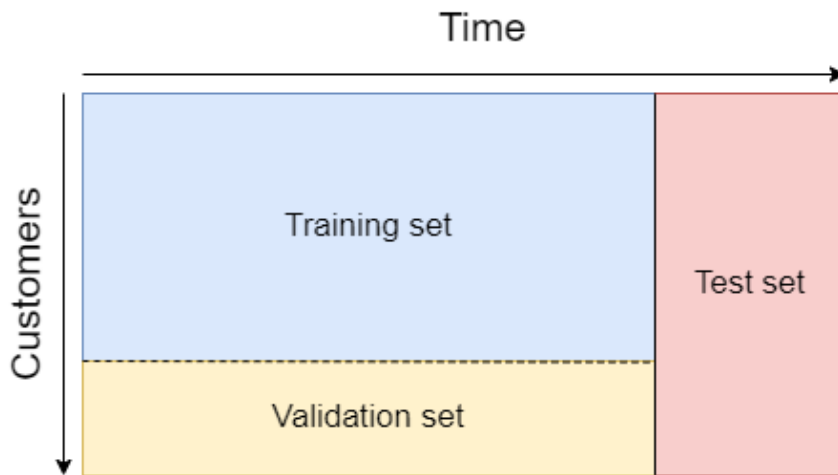 Time
Customers
Training set
Test set
Validation set